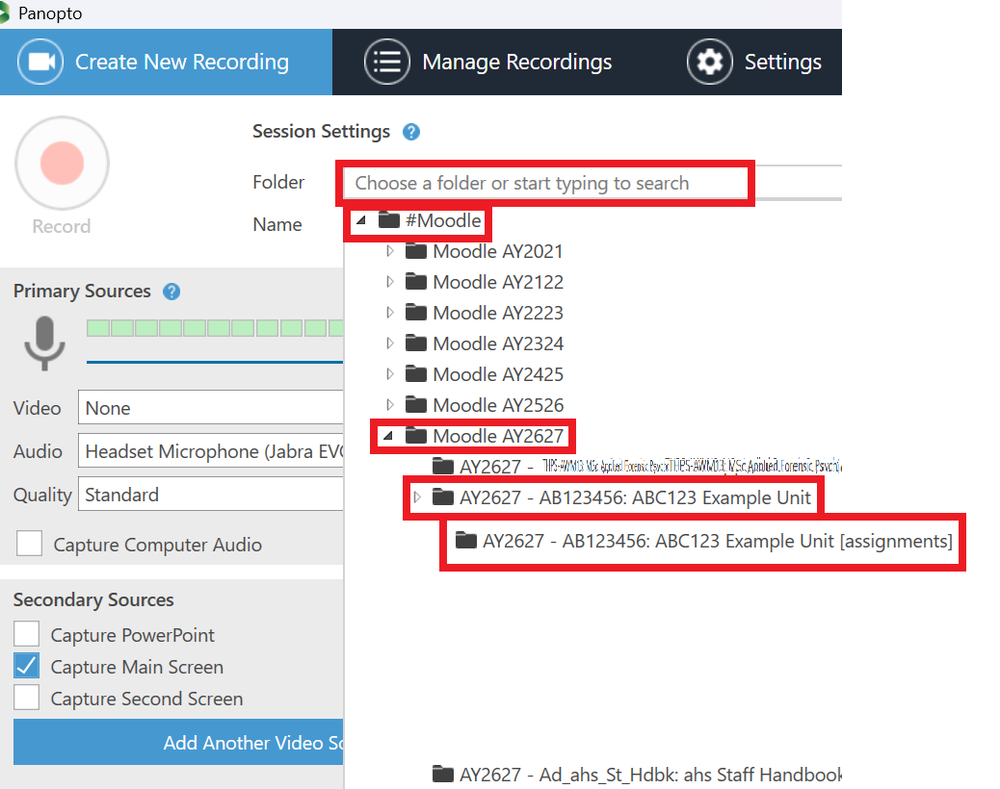 Panopto
Create New Recording
Manage Recordings
Settings
Session Settings ?
Folder
Choose a folder or start typing to search
Record
Name
#Moodle
Moodle AY2021
Moodle AY2122
Moodle AY2223
Moodle AY2324
Moodle AY2425
Moodle AY2526
Moodle AY2627
AY2627 -
AY2627 - AB123456: ABC123 Example Unit
AY2627 - AB123456: ABC123 Example Unit [assignments]
AY2627 - Ad_ahs_St_Hdbk: ahs Staff Handbook
Primary Sources ?
Video
None
Audio
Headset Microphone (Jabra EVO
Quality
Standard
Capture Computer Audio
Secondary Sources
Capture PowerPoint
Capture Main Screen
Capture Second Screen
Add Another Video So